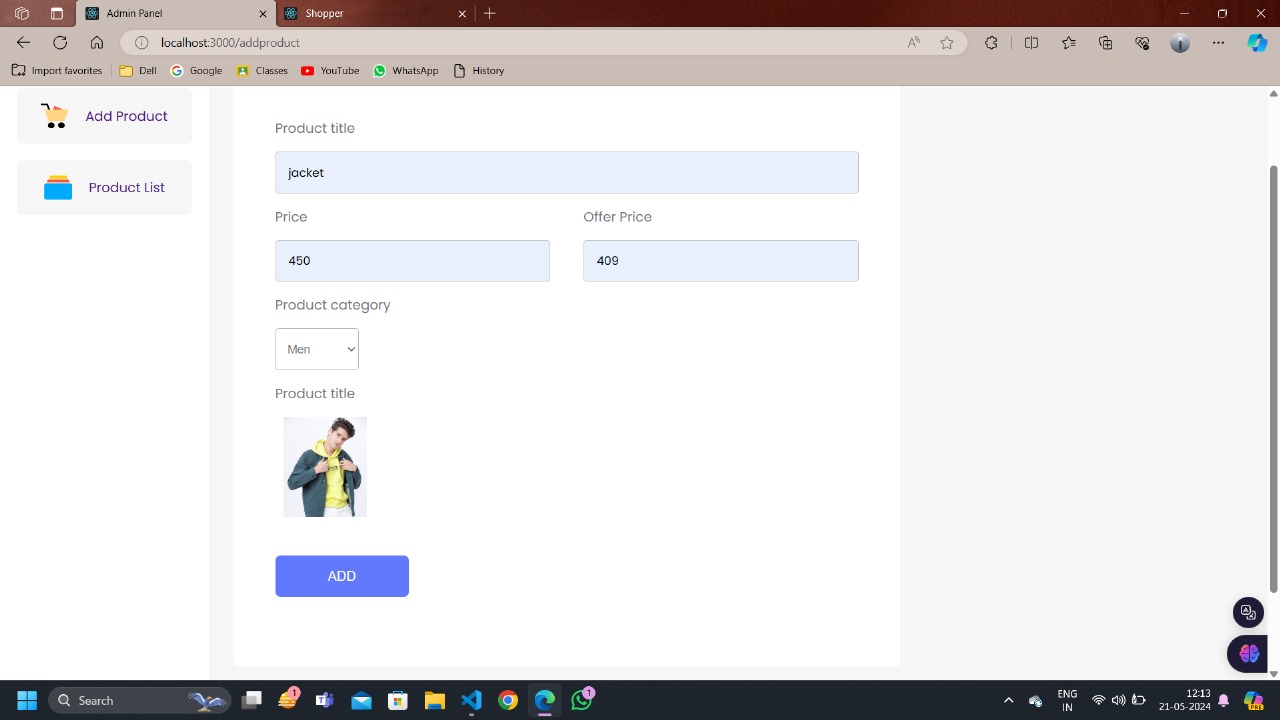 Admin Panel
Shopper
localhost:3000/addproduct
Import favorites
Dell
Google
Classes
YouTube
WhatsApp
History
Add Product
Product List
Product title
jacket
Price
Offer Price
450
409
Product category
Men
Product title
ADD
Search
1
1
ENG
IN
12:13
21-05-2024